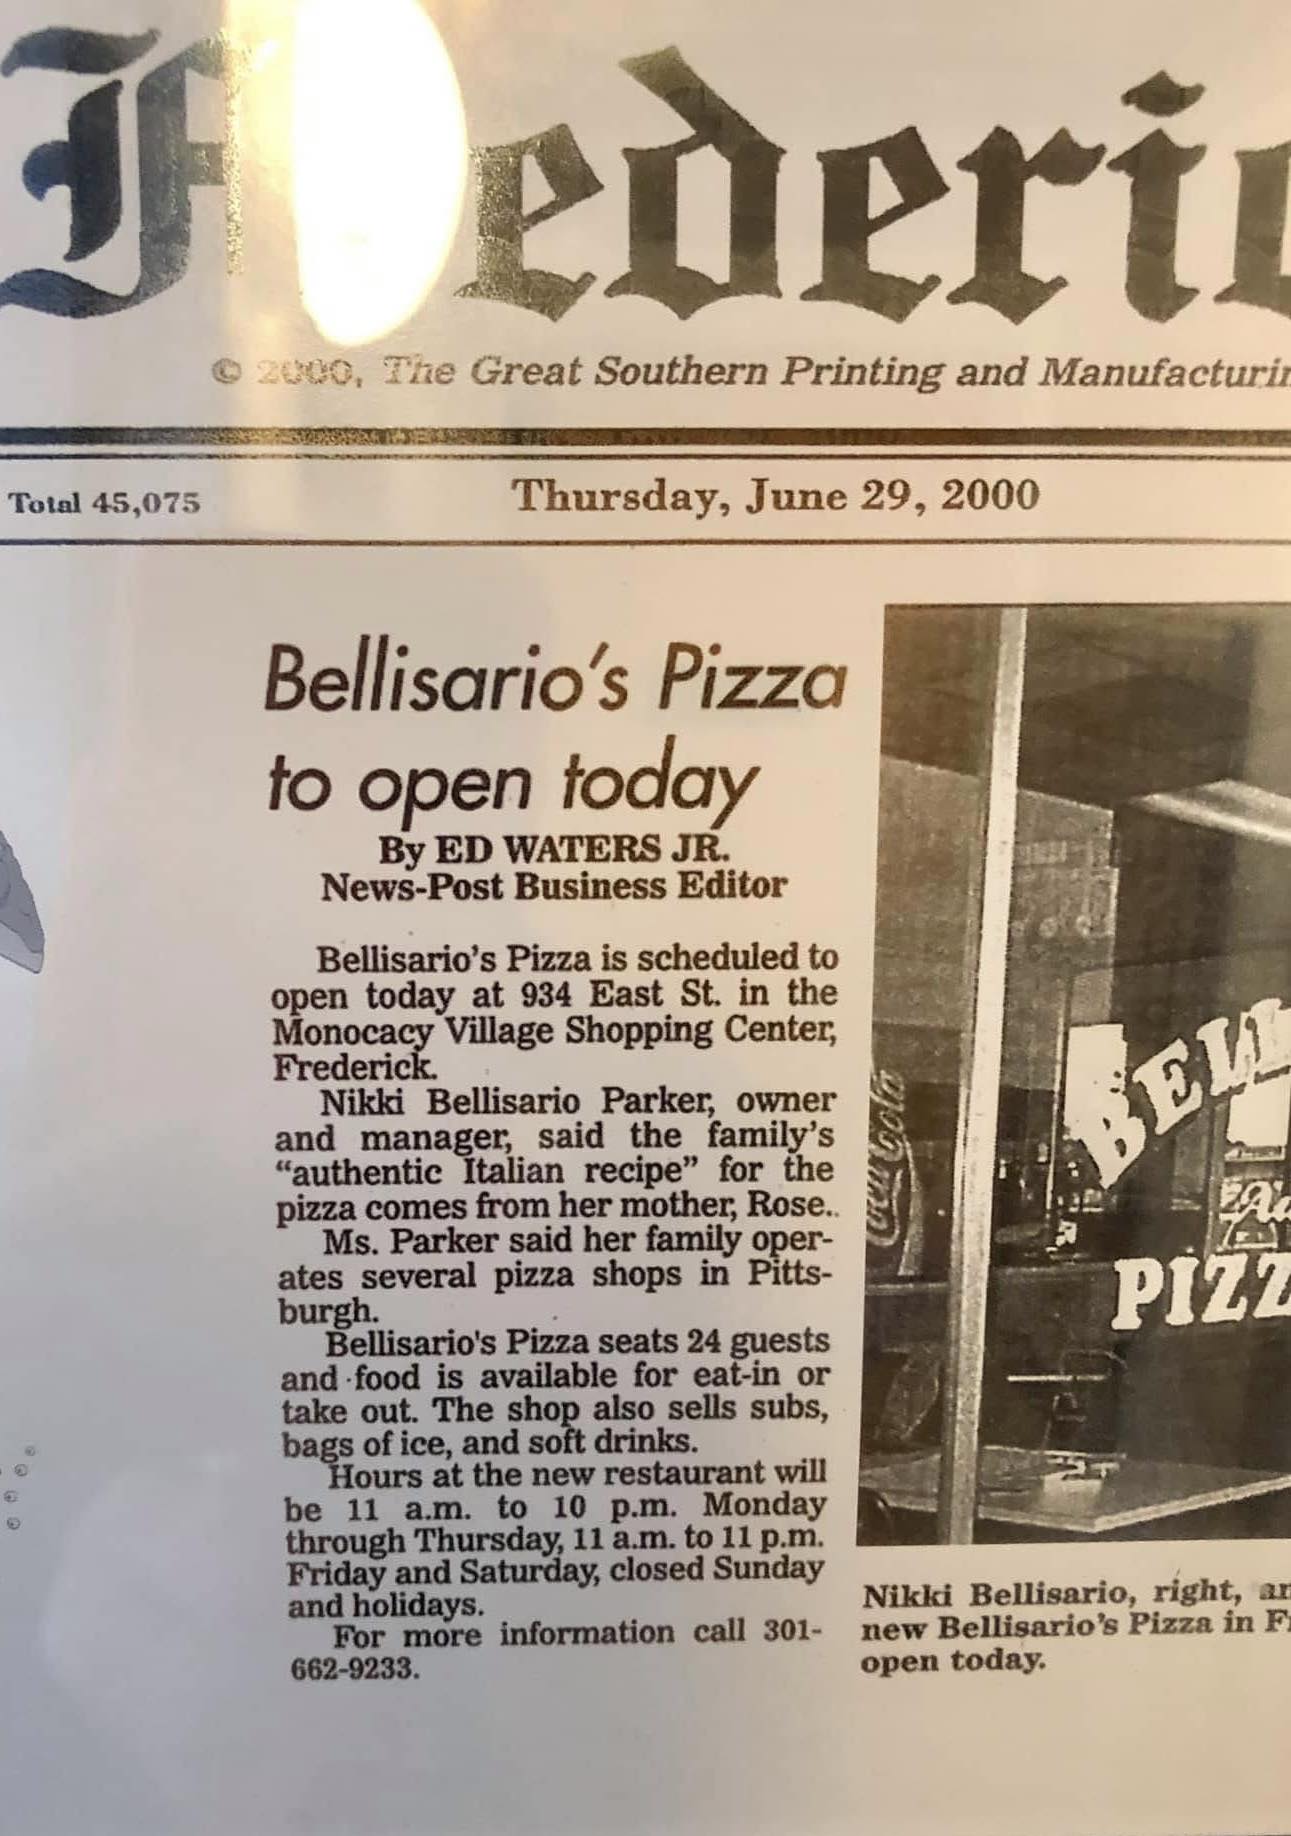 Frederic
© 2000, The Great Southern Printing and Manufacturin
Total 45,075
Thursday, June 29, 2000
Bellisario's Pizza
to open today
By ED WATERS JR.
News-Post Business Editor
Bellisario's Pizza is scheduled to
open today at 934 East St. in the
Monocacy Village Shopping Center,
Frederick.
Nikki Bellisario Parker, owner
and manager, said the family's
“authentic Italian recipe” for the
pizza comes from her mother, Rose..
Ms. Parker said her family oper-
ates several pizza shops in Pitts-
burgh.
Bellisario's Pizza seats 24 guests
and food is available for eat-in or
take out. The shop also sells subs,
bags of ice, and soft drinks.
Hours at the new restaurant will
be 11 a.m. to 10 p.m. Monday
through Thursday, 11 a.m. to 11 p.m.
Friday and Saturday, closed Sunday
and holidays.
For more information call 301-
662-9233.
Coca-Cola
BELLI
PIZZ
Nikki Bellisario, right, an
new Bellisario's Pizza in Fr
open today.